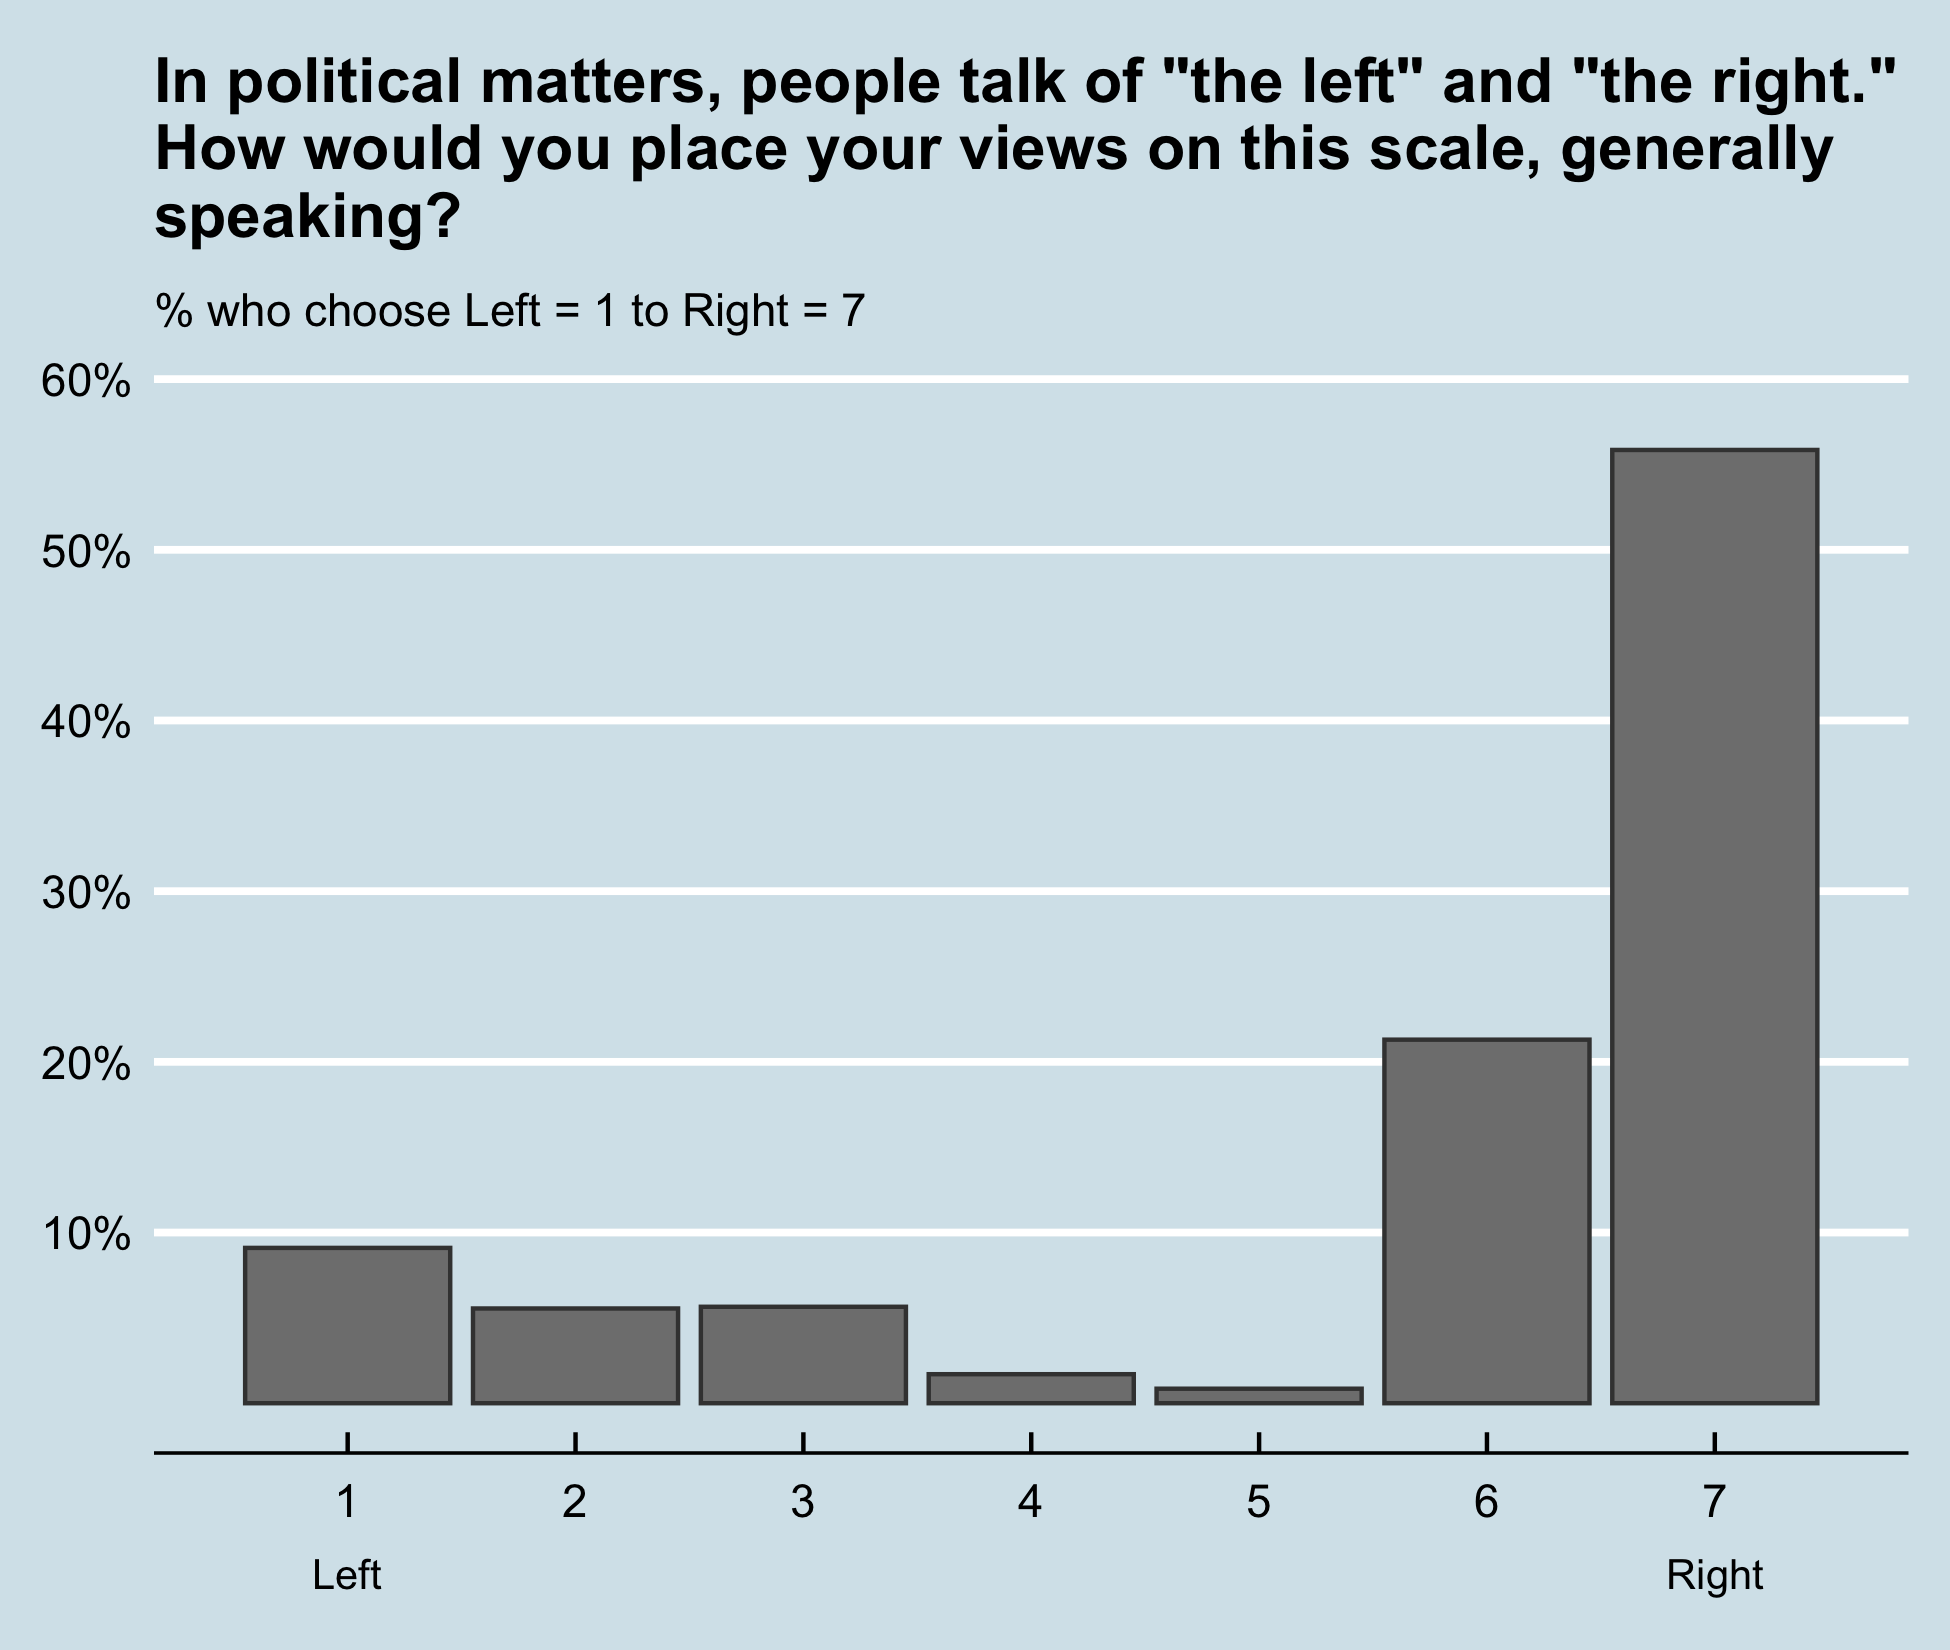 In political matters, people talk of "the left" and "the right."
How would you place your views on this scale, generally
speaking?
% who choose Left = 1 to Right = 7
60%
50%
40%
30%
20%
10%
1 2 3 4 5 6 7
Left Right